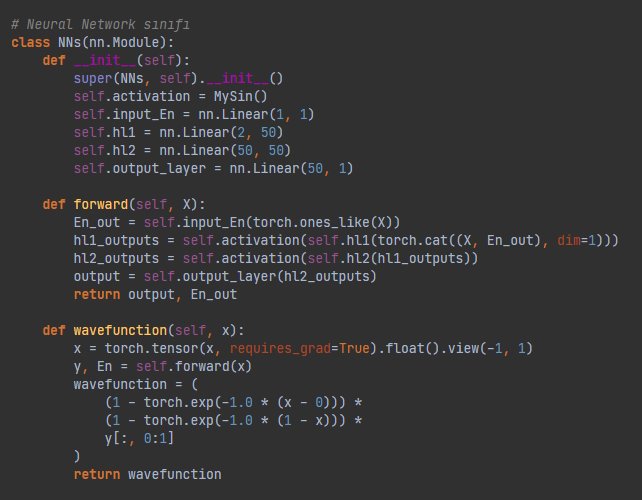 # Neural Network sınıfı
class NNs(nn.Module):
    def __init__(self):
        super(NNs, self).__init__()
        self.activation = MySin()
        self.input_En = nn.Linear(1, 1)
        self.hl1 = nn.Linear(2, 50)
        self.hl2 = nn.Linear(50, 50)
        self.output_layer = nn.Linear(50, 1)

    def forward(self, X):
        En_out = self.input_En(torch.ones_like(X))
        hl1_outputs = self.activation(self.hl1(torch.cat((X, En_out), dim=1)))
        hl2_outputs = self.activation(self.hl2(hl1_outputs))
        output = self.output_layer(hl2_outputs)
        return output, En_out

    def wavefunction(self, x):
        x = torch.tensor(x, requires_grad=True).float().view(-1, 1)
        y, En = self.forward(x)
        wavefunction = (
            (1 - torch.exp(-1.0 * (x - 0))) *
            (1 - torch.exp(-1.0 * (1 - x))) *
            y[:, 0:1]
        )
        return wavefunction